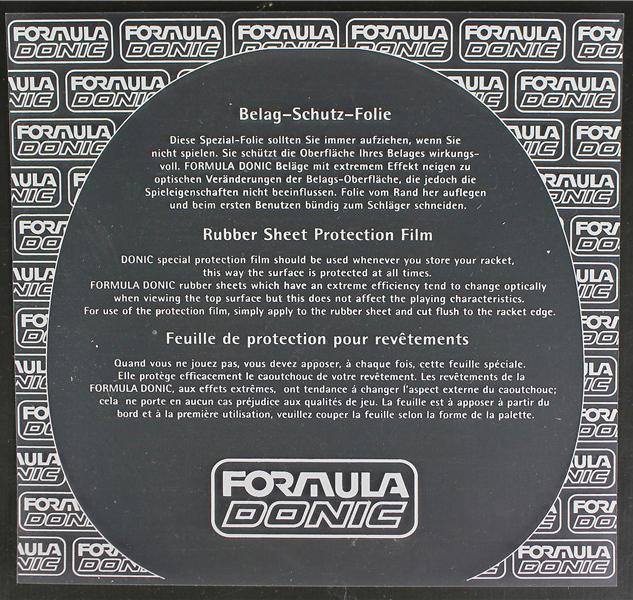 FORMULA DONIC
Belag-Schutz-Folie
Diese Spezial-Folie sollten Sie immer aufziehen, wenn Sie
nicht spielen. Sie schützt die Oberfläche Ihres Belages wirkungs-
voll. FORMULA DONIC Beläge mit extremem Effekt neigen zu
optischen Veränderungen der Belags-Oberfläche, die jedoch die
Spieleigenschaften nicht beeinflussen. Folie vom Rand her auflegen
und beim ersten Benutzen bündig zum Schläger schneiden.
Rubber Sheet Protection Film
DONIC special protection film should be used whenever you store your racket,
this way the surface is protected at all times.
FORMULA DONIC rubber sheets which have an extreme efficiency tend to change optically
when viewing the top surface but this does not affect the playing characteristics.
For use of the protection film, simply apply to the rubber sheet and cut flush to the racket edge.
Feuille de protection pour revêtements
Quand vous ne jouez pas, vous devez apposer, à chaque fois, cette feuille spéciale.
Elle protège efficacement le caoutchouc de votre revêtement. Les revêtements de la
FORMULA DONIC, aux effets extrèmes, ont tendance á changer l'aspect externe du caoutchouc;
cela ne porte en aucun cas préjudice aux qualités de jeu. La feuille est à apposer à partir du
bord et à la première utilisation, veuillez couper la feuille selon la forme de la palette.
FORMULA
DONIC